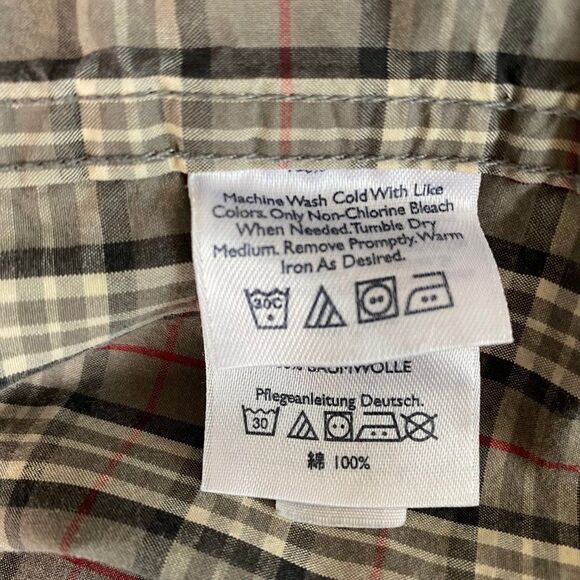 Machine Wash Cold With Like
Colors. Only Non-Chlorine Bleach
When Needed. Tumble Dry
Medium. Remove Promptly. Warm
Iron As Desired.
30C
BAUMWOLLE
Pflegeanleitung Deutsch.
30
綿 100%